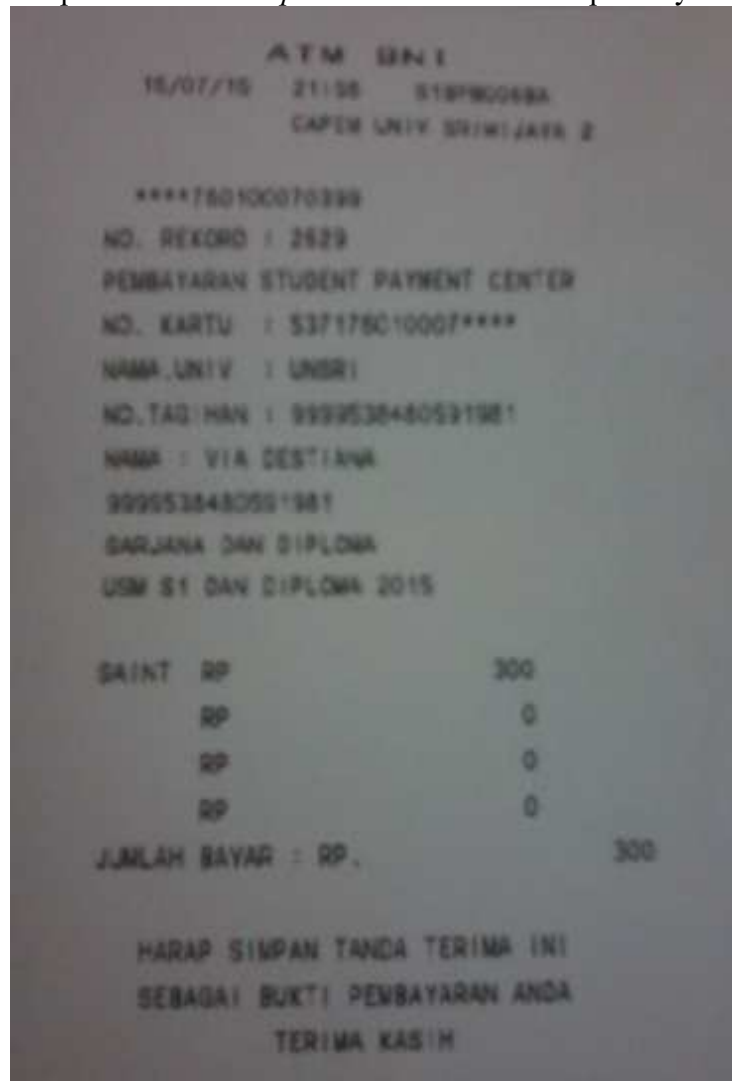 ATM BNI
15/07/15 21:56
CAPEM UNIV SRIWIJAYA 2
****760100070399
NO. REKORD : 2629
PEMBAYARAN STUDENT PAYMENT CENTER
NO. KARTU : 537176010007****
NAMA.UNIV : UNSRI
NO.TAGIHAN : 9999538480591981
NAMA : VIA DESTIANA
9999538480591981
SARJANA DAN DIPLOMA
USM S1 DAN DIPLOMA 2015
SAINT RP 300
RP 0
RP 0
RP 0
JUMLAH BAYAR : RP. 300
HARAP SIMPAN TANDA TERIMA INI
SEBAGAI BUKTI PEMBAYARAN ANDA
TERIMA KASIH